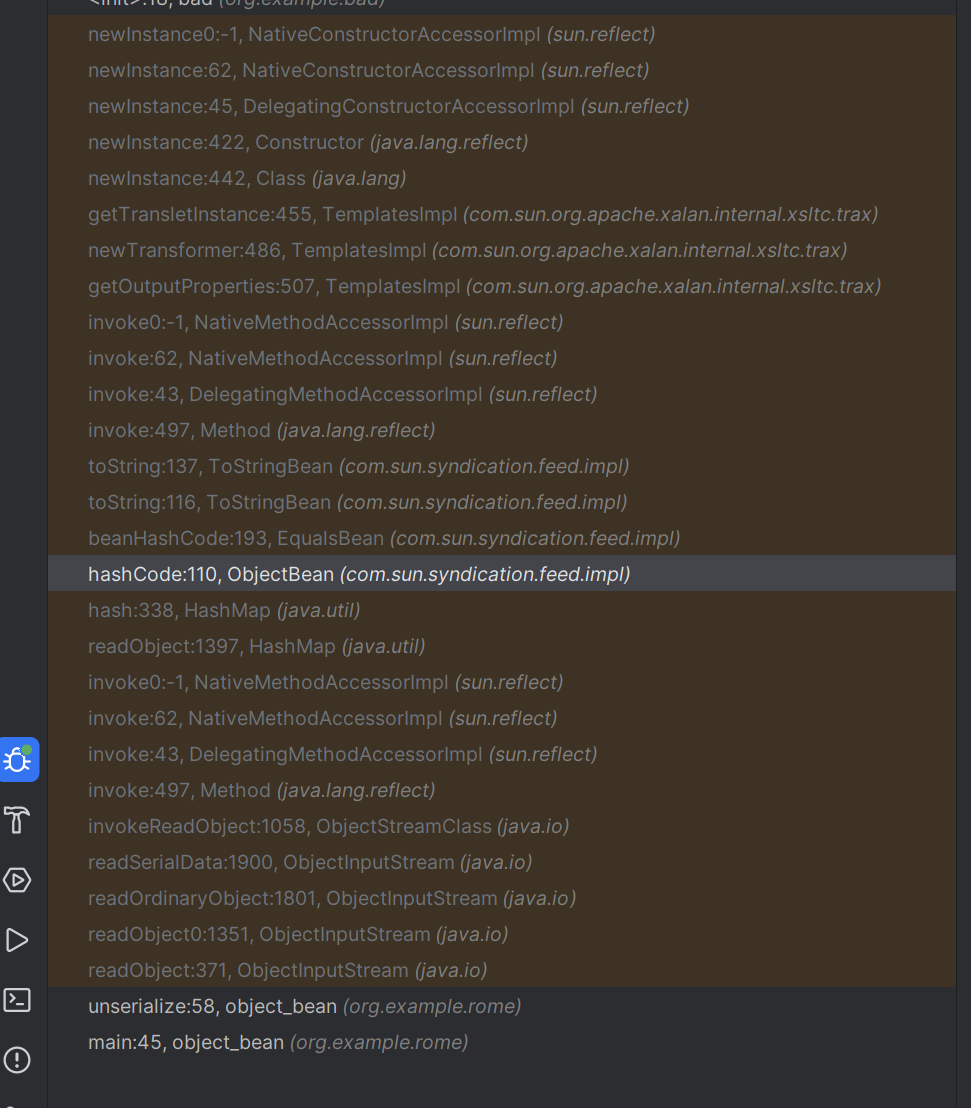 <init>:18, bad (org.example.bad)
newInstance0:-1, NativeConstructorAccessorImpl (sun.reflect)
newInstance:62, NativeConstructorAccessorImpl (sun.reflect)
newInstance:45, DelegatingConstructorAccessorImpl (sun.reflect)
newInstance:422, Constructor (java.lang.reflect)
newInstance:442, Class (java.lang)
getTransletInstance:455, TemplatesImpl (com.sun.org.apache.xalan.internal.xsltc.trax)
newTransformer:486, TemplatesImpl (com.sun.org.apache.xalan.internal.xsltc.trax)
getOutputProperties:507, TemplatesImpl (com.sun.org.apache.xalan.internal.xsltc.trax)
invoke0:-1, NativeMethodAccessorImpl (sun.reflect)
invoke:62, NativeMethodAccessorImpl (sun.reflect)
invoke:43, DelegatingMethodAccessorImpl (sun.reflect)
invoke:497, Method (java.lang.reflect)
toString:137, ToStringBean (com.sun.syndication.feed.impl)
toString:116, ToStringBean (com.sun.syndication.feed.impl)
beanHashCode:193, EqualsBean (com.sun.syndication.feed.impl)
hashCode:110, ObjectBean (com.sun.syndication.feed.impl)
hash:338, HashMap (java.util)
readObject:1397, HashMap (java.util)
invoke0:-1, NativeMethodAccessorImpl (sun.reflect)
invoke:62, NativeMethodAccessorImpl (sun.reflect)
invoke:43, DelegatingMethodAccessorImpl (sun.reflect)
invoke:497, Method (java.lang.reflect)
invokeReadObject:1058, ObjectStreamClass (java.io)
readSerialData:1900, ObjectInputStream (java.io)
readOrdinaryObject:1801, ObjectInputStream (java.io)
readObject0:1351, ObjectInputStream (java.io)
readObject:371, ObjectInputStream (java.io)
unserialize:58, object_bean (org.example.rome)
main:45, object_bean (org.example.rome)